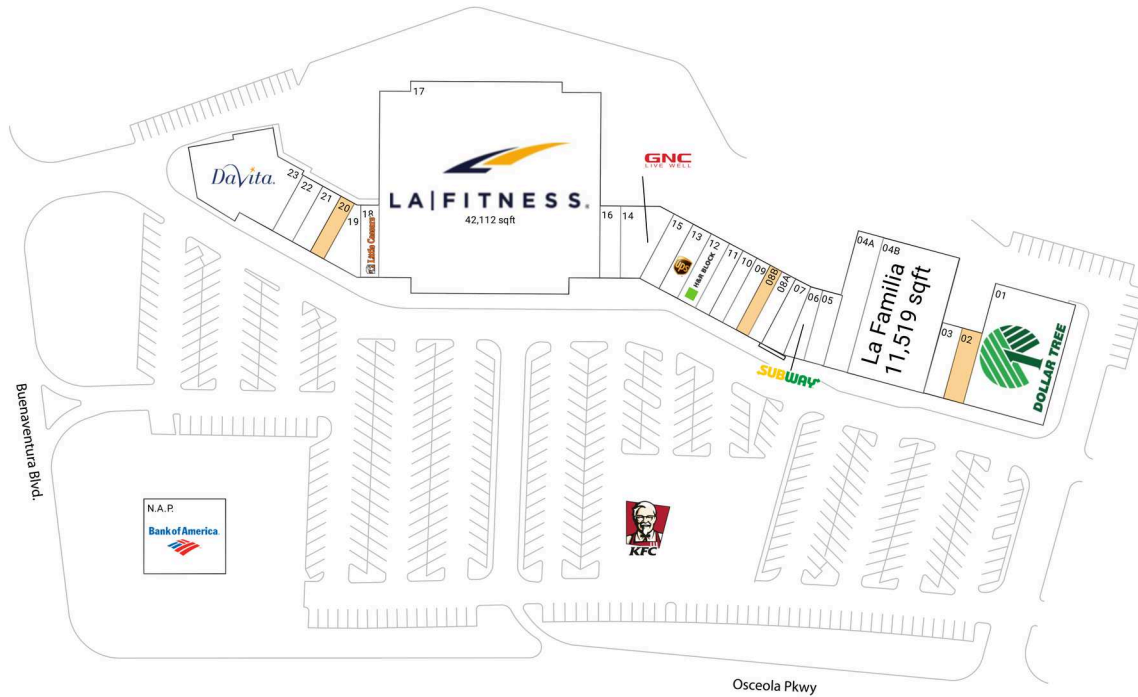 17
LA|FITNESS.
42,112 sqft
GNC
LIVE WELL
DaVita.
23
22
21
20
19
18
Little Caesars
16
14
15
13
ups
12
H&R BLOCK
11
10
09
08B
08A
07
06
05
SUBWAY
04A
04B
La Familia
11,519 sqft
03
02
01
DOLLAR TREE
Buenaventura Blvd.
N.A.P.
Bank of America
KFC
Osceola Pkwy